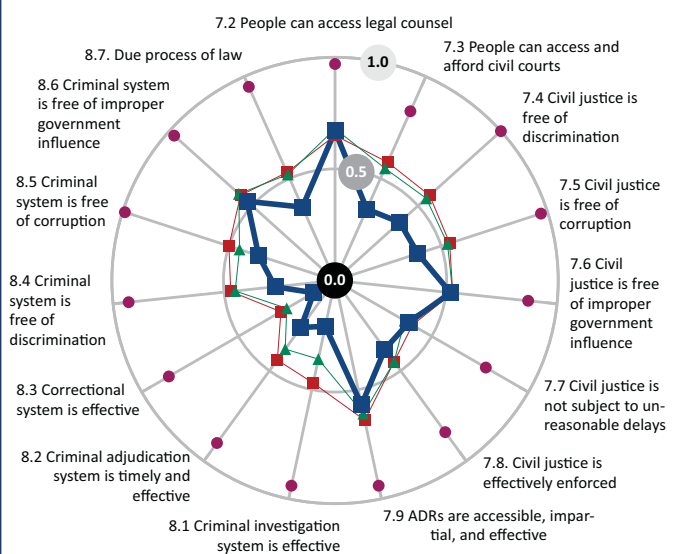 7.2 People can access legal counsel
7.3 People can access and
afford civil courts
7.4 Civil justice is
free of
discrimination
7.5 Civil justice
is free of
corruption
7.6 Civil
justice is free
of improper
government
influence
7.7 Civil justice is
not subject to un-
reasonable delays
7.8. Civil justice is
effectively enforced
7.9 ADRs are accessible, impar-
tial, and effective
8.1 Criminal investigation
system is effective
8.2 Criminal adjudication
system is timely and
effective
8.3 Correctional
system is effective
8.4 Criminal
system is
free of
discrimination
8.5 Criminal
system is free
of corruption
8.6 Criminal system
is free of improper
government
influence
8.7. Due process of law
1.0
0.5
0.0